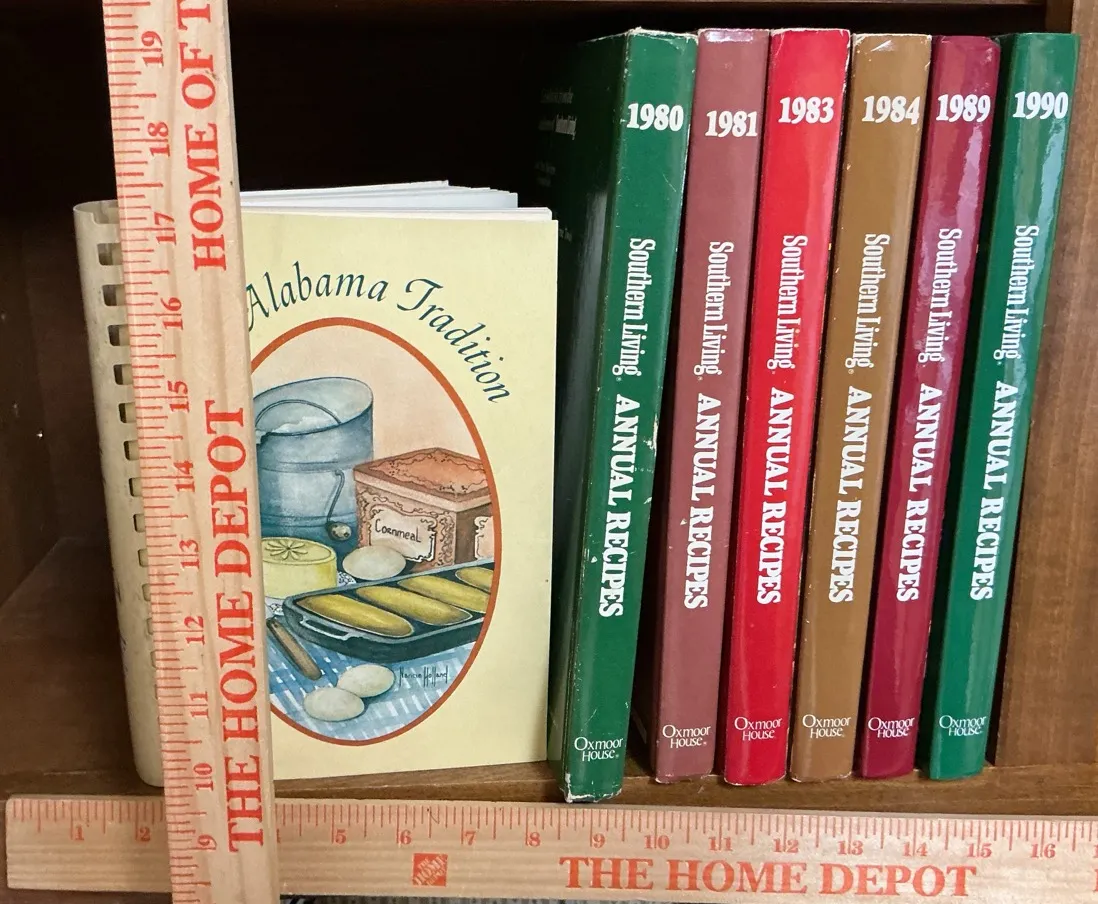 19
18
17
16
15
14
13
12
11
10
9
HOME OF T
THE HOME DEPOT
Alabama Tradition
Cornmeal
Nancie Holland
1980
Southern Living® ANNUAL RECIPES
Oxmoor
House®
1981
Southern Living® ANNUAL RECIPES
Oxmoor
House®
1983
Southern Living® ANNUAL RECIPES
Oxmoor
House
1984
Southern Living® ANNUAL RECIPES
Oxmoor
House
1989
Southern Living® ANNUAL RECIPES
Oxmoor
House
1990
Southern Living® ANNUAL RECIPES
Oxmoor
House
1 2 5 6 7 8 9 10 11 12 13 14 15 16
THE HOME DEPOT